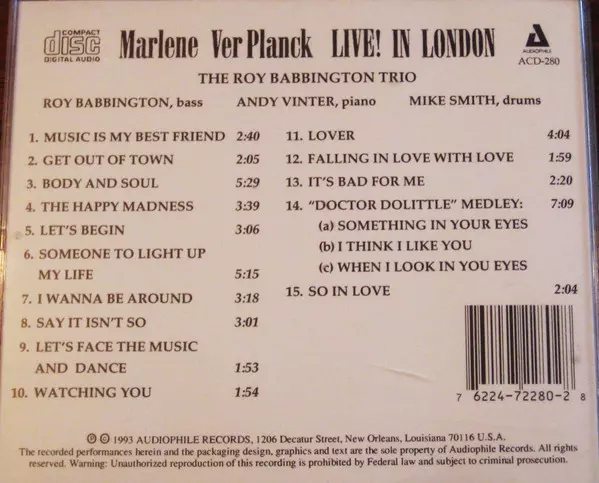 COMPACT
disc
DIGITAL AUDIO
Marlene VerPlanck LIVE! IN LONDON
AUDIOPHILE
ACD-280
THE ROY BABBINGTON TRIO
ROY BABBINGTON, bass ANDY VINTER, piano MIKE SMITH, drums
1. MUSIC IS MY BEST FRIEND 2:40
2. GET OUT OF TOWN 2:05
3. BODY AND SOUL 5:29
4. THE HAPPY MADNESS 3:39
5. LET'S BEGIN 3:06
6. SOMEONE TO LIGHT UP
MY LIFE 5:15
7. I WANNA BE AROUND 3:18
8. SAY IT ISN'T SO 3:01
9. LET'S FACE THE MUSIC
AND DANCE 1:53
10. WATCHING YOU 1:54
11. LOVER 4:04
12. FALLING IN LOVE WITH LOVE 1:59
13. IT'S BAD FOR ME 2:20
14. "DOCTOR DOLITTLE" MEDLEY: 7:09
(a) SOMETHING IN YOUR EYES
(b) I THINK I LIKE YOU
(c) WHEN I LOOK IN YOU EYES
15. SO IN LOVE 2:04
7 62247-72280-2 8
℗ © 1993 AUDIOPHILE RECORDS, 1206 Decatur Street, New Orleans, Louisiana 70116 U.S.A.
The recorded performances herein and the packaging design, graphics and text are the sole property of Audiophile Records. All rights
reserved. Warning: Unauthorized reproduction of this recording is prohibited by Federal law and subject to criminal prosecution.